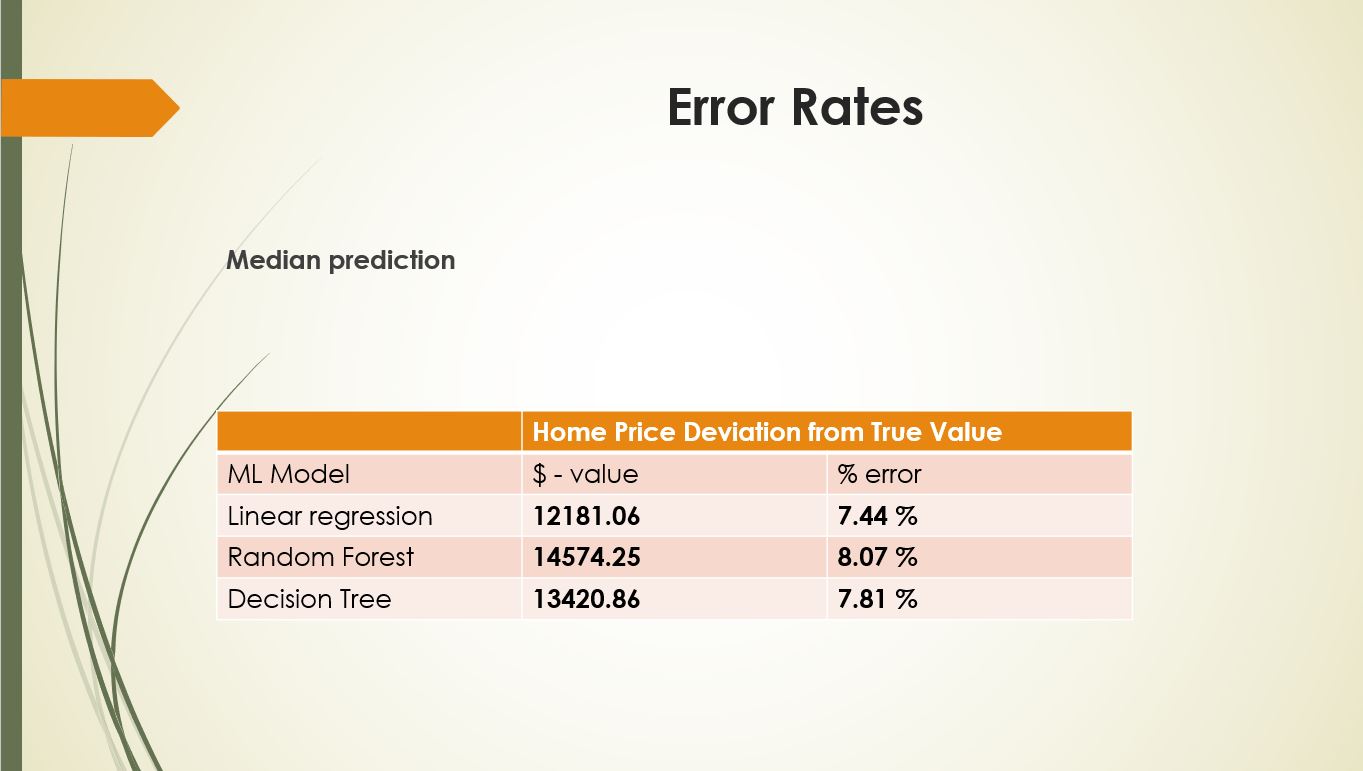 Error Rates
Median prediction
Home Price Deviation from True Value
ML Model $ - value % error
Linear regression 12181.06 7.44 %
Random Forest 14574.25 8.07 %
Decision Tree 13420.86 7.81 %